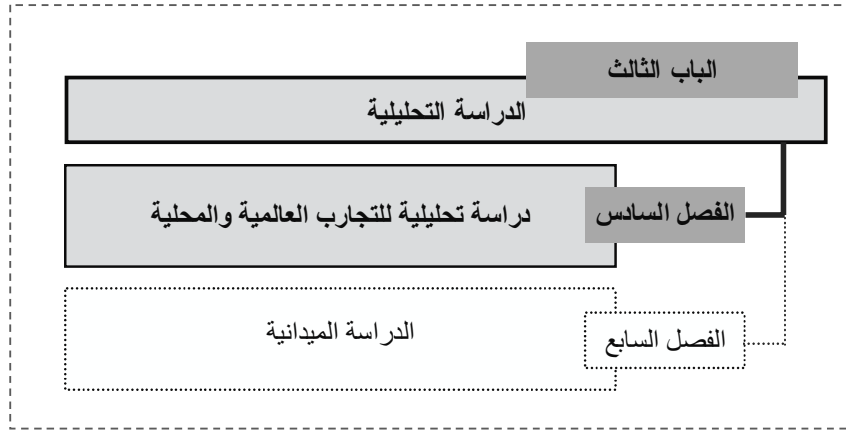 الباب الثالث
الدراسة التحليلية
الفصل السادس
دراسة تحليلية للتجارب العالمية والمحلية
الفصل السابع
الدراسة الميدانية